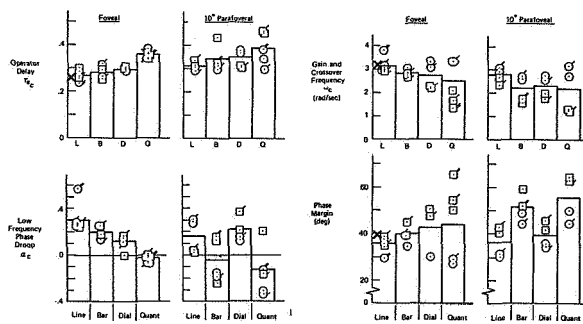 Foveal
10° Parafoveal
Operator
Delay
τec
.4
.2
0
L B D Q
L B D Q
Low
Frequency
Phase
Droop
αc
.4
.2
0
-.4
Line Bar Dial Quant
Line Bar Dial Quant
Foveal
10° Parafoveal
Gain and
Crossover
Frequency
ωc
(rad/sec)
4
3
2
1
0
L B D Q
L B D Q
Phase
Margin
(deg)
60
40
20
0
Line Bar Dial Quant
Line Bar Dial Quant